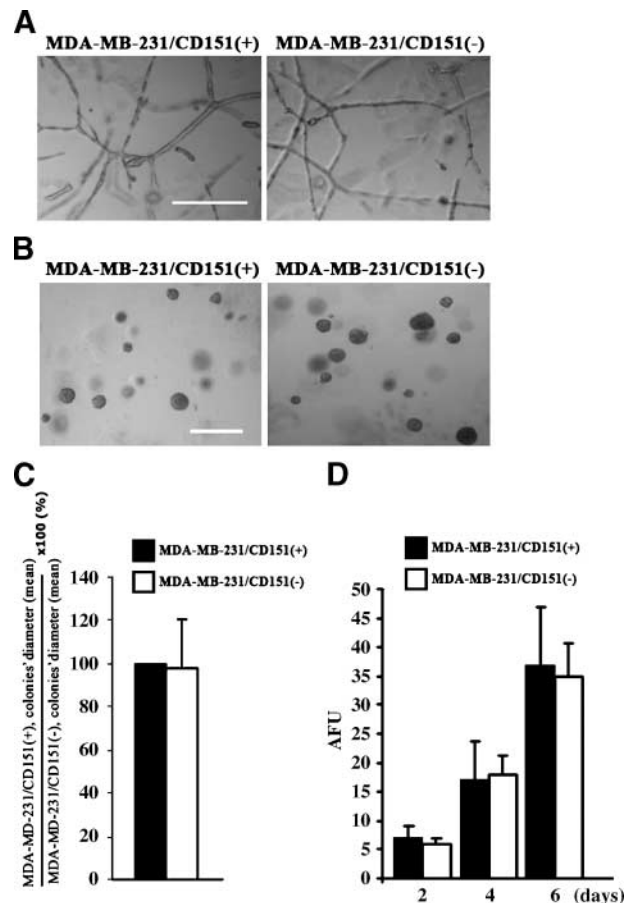 A
MDA-MB-231/CD151(+) MDA-MB-231/CD151(-)
B
MDA-MB-231/CD151(+) MDA-MB-231/CD151(-)
C
MDA-MD-231/CD151(+), colonies' diameter (mean)
MDA-MD-231/CD151(-), colonies' diameter (mean)
x100 (%)
MDA-MB-231/CD151(+)
MDA-MB-231/CD151(-)
140
120
100
80
60
40
20
0
D
MDA-MB-231/CD151(+)
MDA-MB-231/CD151(-)
AFU
50
45
40
35
30
25
20
15
10
5
0
2 4 6 (days)